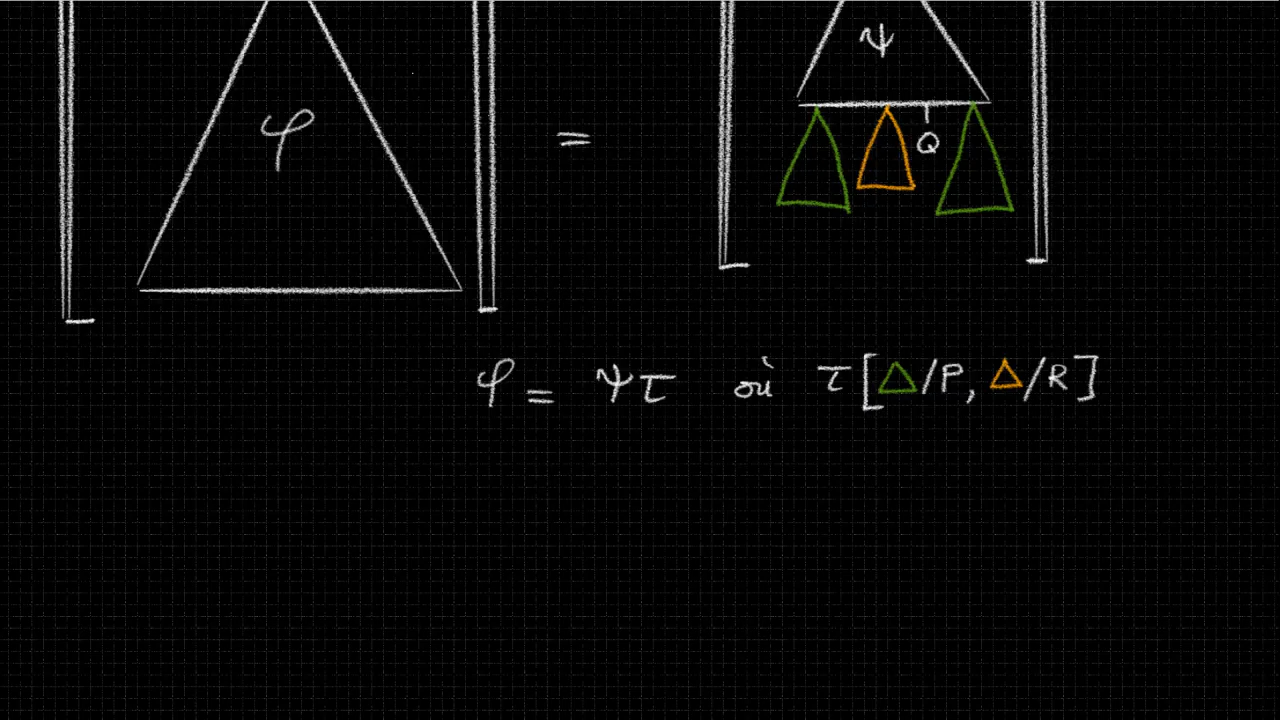 ψ
φ =
Q
φ = ψτ où τ[△/P, △/R]